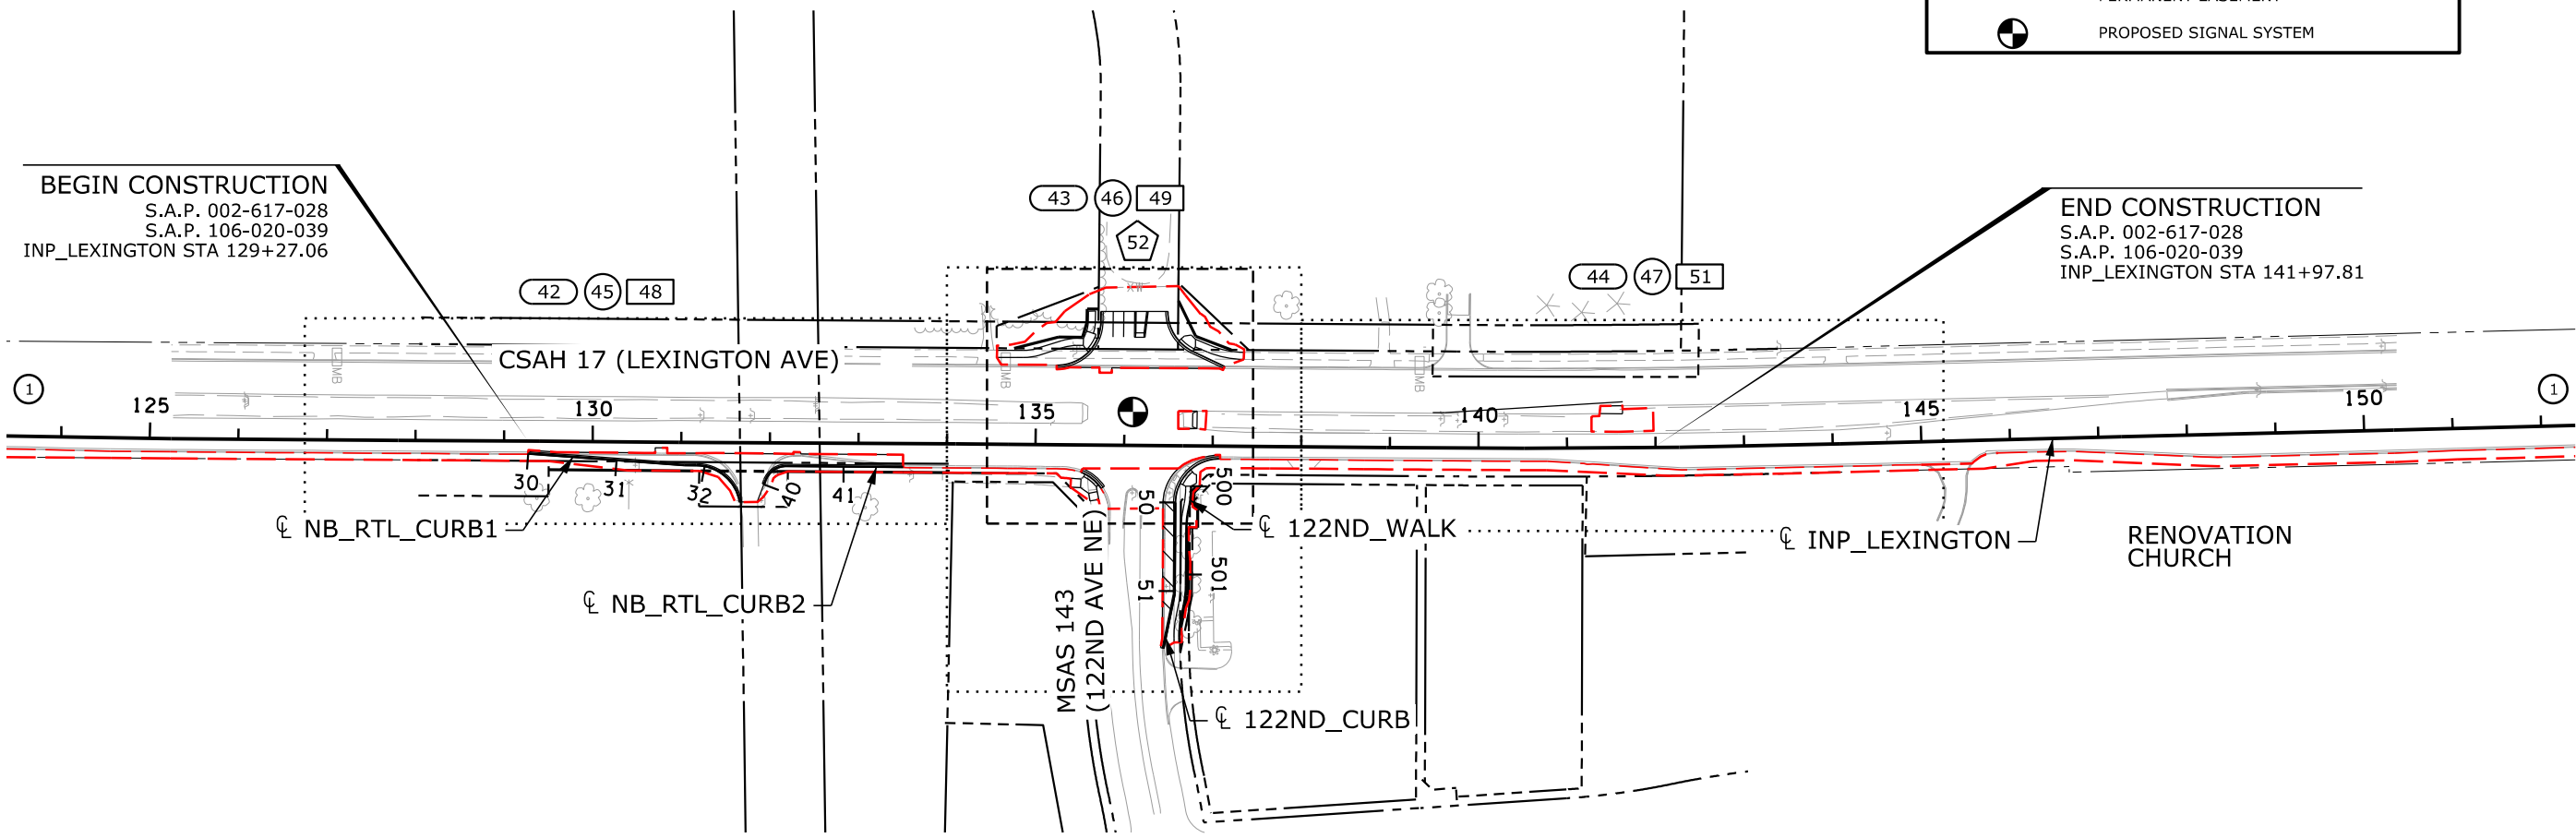 PROPOSED SIGNAL SYSTEM
BEGIN CONSTRUCTION
S.A.P. 002-617-028
S.A.P. 106-020-039
INP_LEXINGTON STA 129+27.06
END CONSTRUCTION
S.A.P. 002-617-028
S.A.P. 106-020-039
INP_LEXINGTON STA 141+97.81
43 46 49
52
42 45 48
44 47 51
CSAH 17 (LEXINGTON AVE)
MB
MB
MB
1
1
125
130
135
140
145
150
30
31
32
40
41
50
51
500
501
℄ NB_RTL_CURB1
℄ NB_RTL_CURB2
MSAS 143
(122ND AVE NE)
℄ 122ND_WALK
℄ 122ND_CURB
℄ INP_LEXINGTON
RENOVATION
CHURCH